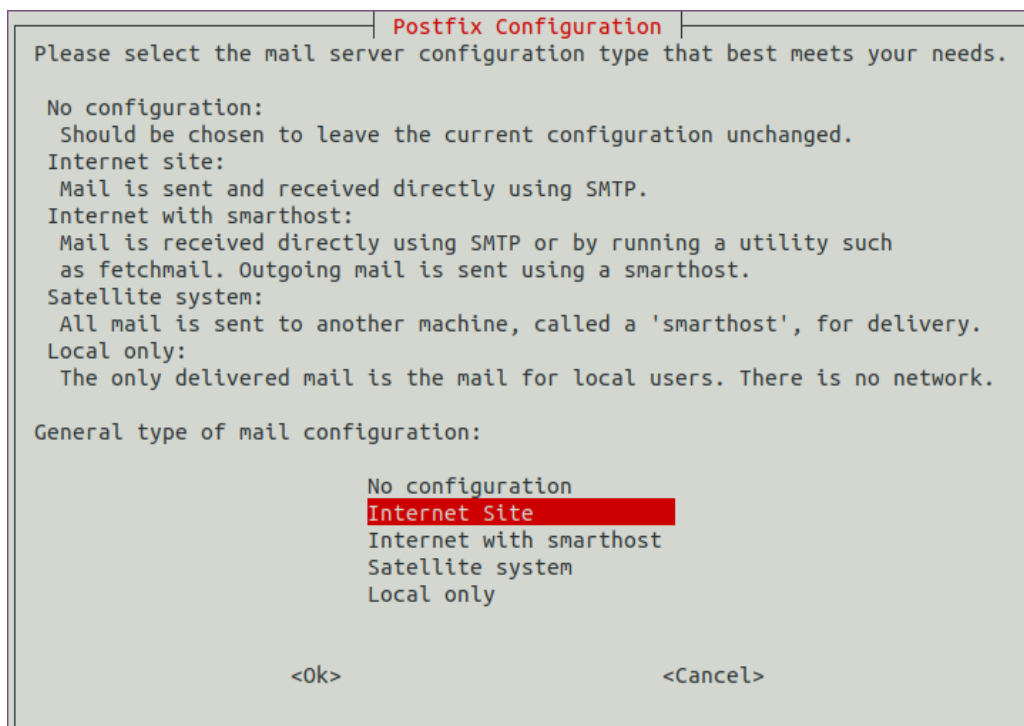 Postfix Configuration
Please select the mail server configuration type that best meets your needs.
No configuration:
Should be chosen to leave the current configuration unchanged.
Internet site:
Mail is sent and received directly using SMTP.
Internet with smarthost:
Mail is received directly using SMTP or by running a utility such
as fetchmail. Outgoing mail is sent using a smarthost.
Satellite system:
All mail is sent to another machine, called a 'smarthost', for delivery.
Local only:
The only delivered mail is the mail for local users. There is no network.
General type of mail configuration:
No configuration
Internet Site
Internet with smarthost
Satellite system
Local only
<Ok> <Cancel>